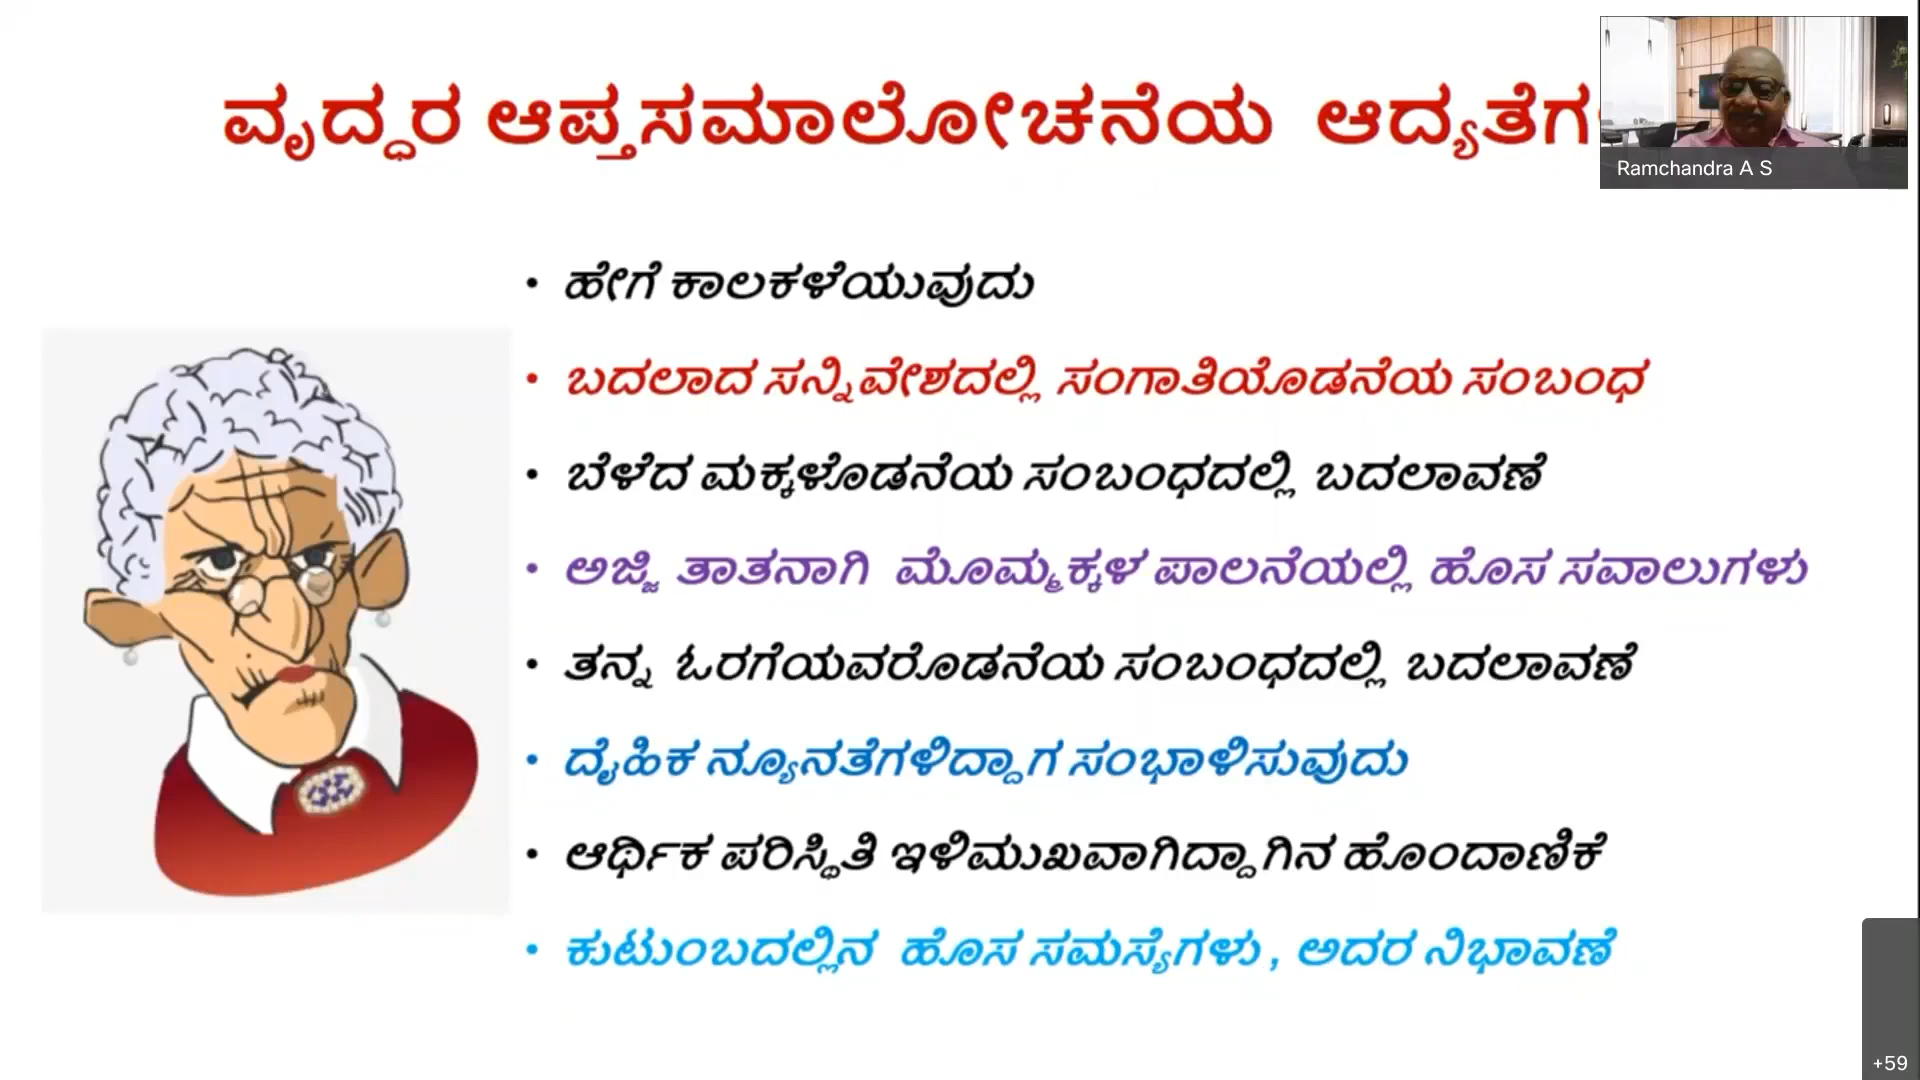 ವೃದ್ಧರ ಆಪ್ತಸಮಾಲೋಚನೆಯ
Ramchandra A S
• ಹೇಗೆ ಕಾಲಕಳೆಯುವುದು
• ಬದಲಾದ ಸನ್ನಿವೇಶದಲ್ಲಿ ಸಂಗಾತಿಯೊಡನೆಯ ಸಂಬಂಧ
• ಬೆಳೆದ ಮಕ್ಕಳೊಡನೆಯ ಸಂಬಂಧದಲ್ಲಿ ಬದಲಾವಣೆ
• ಅಜ್ಜಿ ತಾತನಾಗಿ ಮೊಮ್ಮಕ್ಕಳ ಪಾಲನೆಯಲ್ಲಿ ಹೊಸ ಸವಾಲುಗಳು
• ತನ್ನ ಓರಗೆಯವರೊಡನೆಯ ಸಂಬಂಧದಲ್ಲಿ ಬದಲಾವಣೆ
• ದೈಹಿಕ ನ್ಯೂನತೆಗಳಿದ್ದಾಗ ಸಂಭಾಳಿಸುವುದು
• ಆರ್ಥಿಕ ಪರಿಸ್ಥಿತಿ ಇಳಿಮುಖವಾಗಿದ್ದಾಗಿನ ಹೊಂದಾಣಿಕೆ
• ಕುಟುಂಬದಲ್ಲಿನ ಹೊಸ ಸಮಸ್ಯೆಗಳು, ಅದರ ನಿಭಾವಣೆ
+59